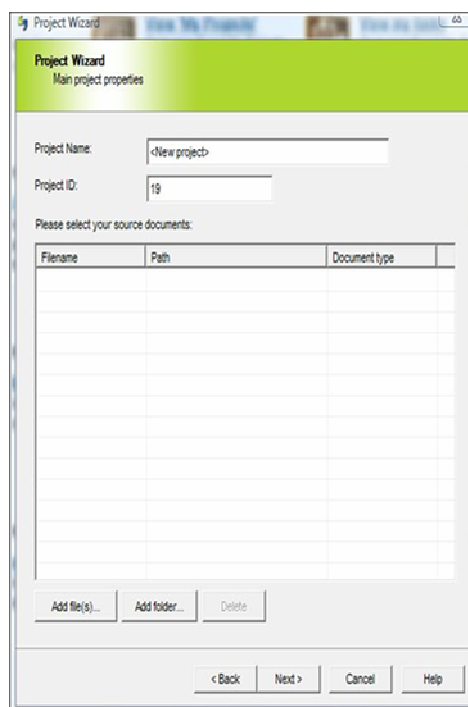 Project Wizard
Project Wizard
Main project properties
Project Name: <New project>
Project ID: 19
Please select your source documents:
Filename Path Document type
Add file(s)... Add folder... Delete
< Back Next > Cancel Help